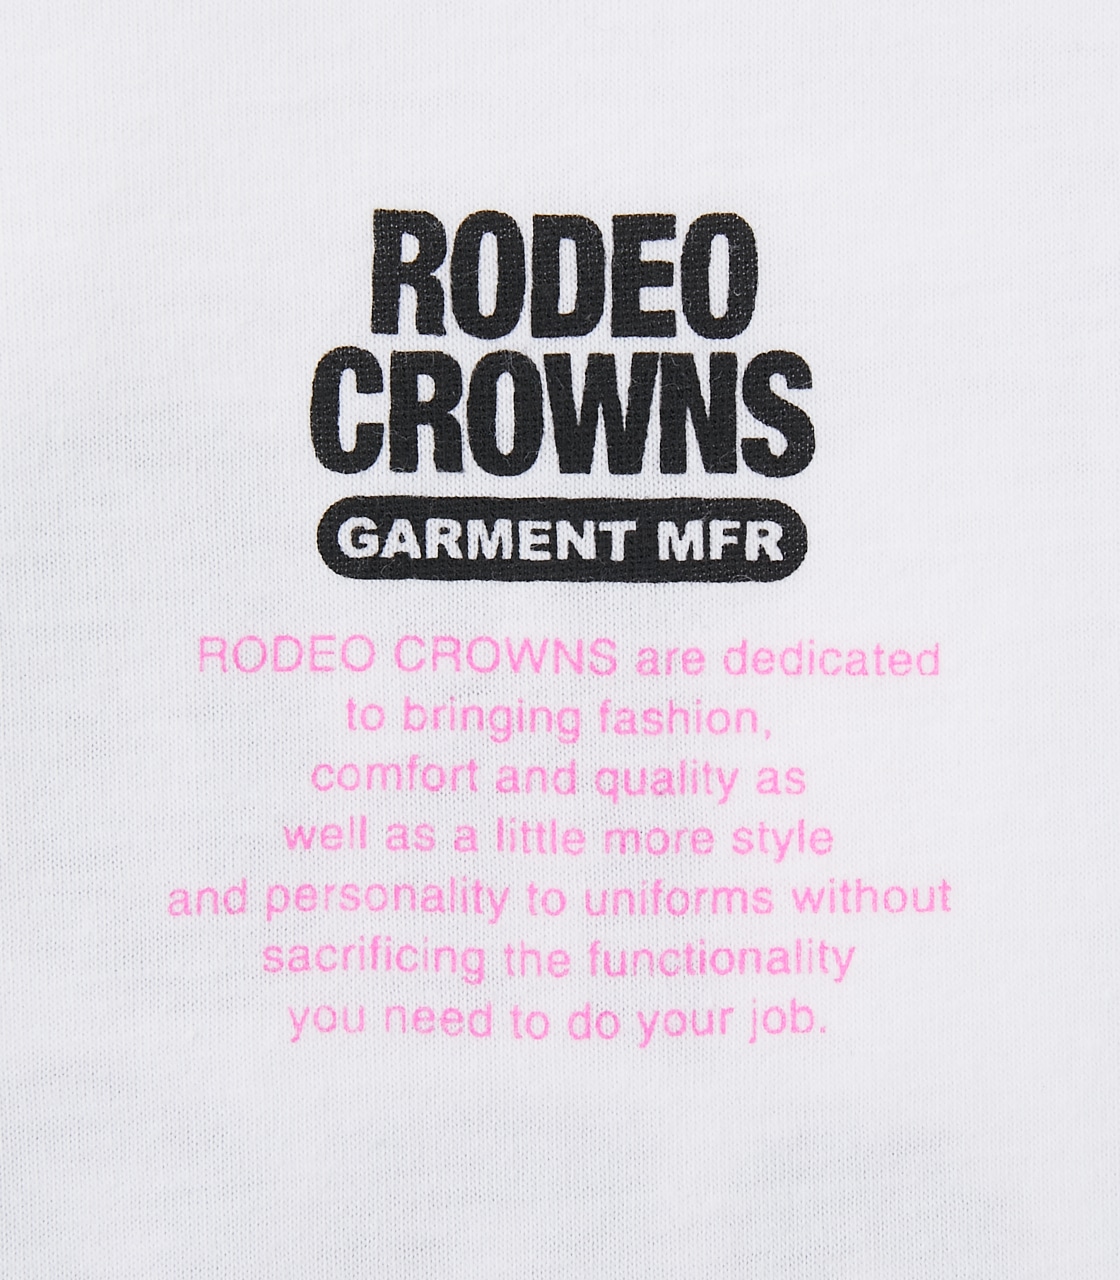 RODEO
CROWNS
GARMENT MFR
RODEO CROWNS are dedicated
to bringing fashion,
comfort and quality as
well as a little more style
and personality to uniforms without
sacrificing the functionality
you need to do your job.